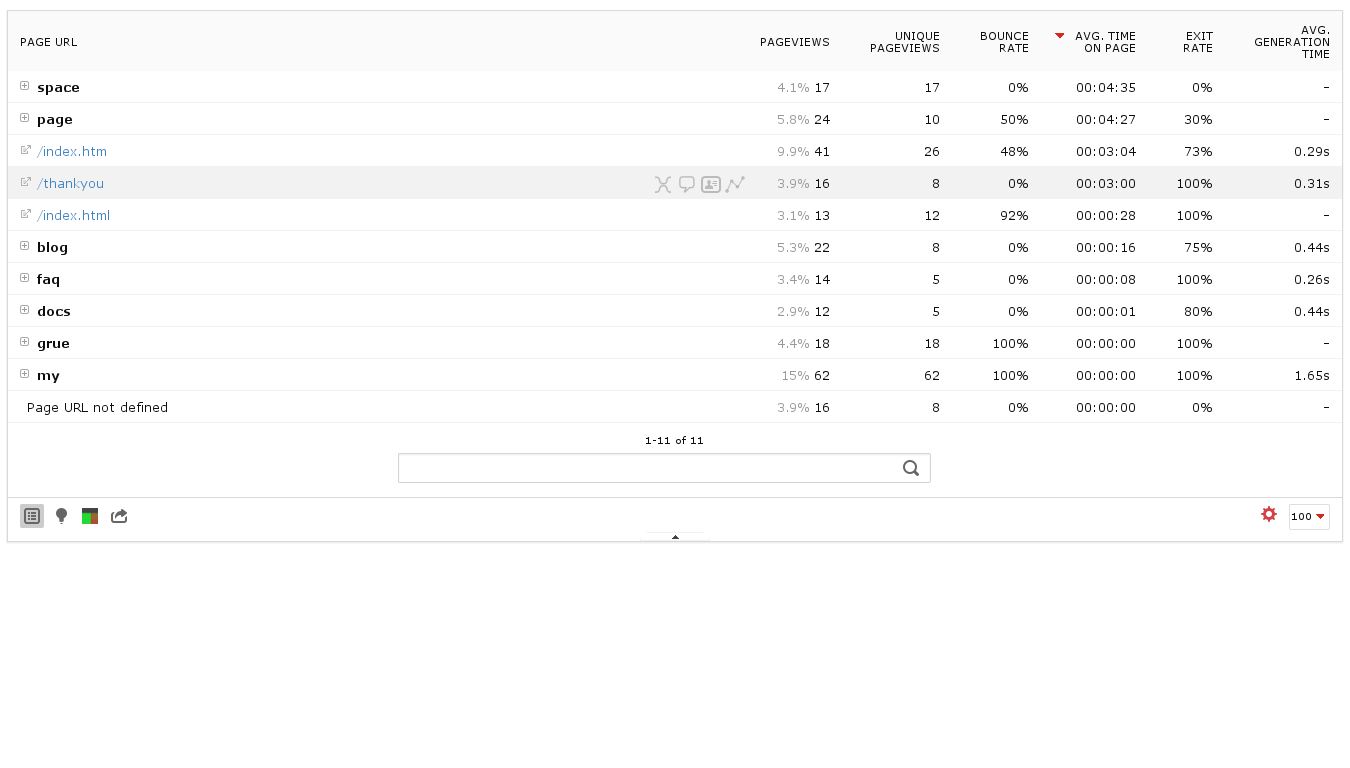 PAGE URL PAGEVIEWS UNIQUE PAGEVIEWS BOUNCE RATE AVG. TIME ON PAGE EXIT RATE AVG. GENERATION TIME
space 4.1% 17 17 0% 00:04:35 0% -
page 5.8% 24 10 50% 00:04:27 30% -
/index.htm 9.9% 41 26 48% 00:03:04 73% 0.29s
/thankyou 3.9% 16 8 0% 00:03:00 100% 0.31s
/index.html 3.1% 13 12 92% 00:00:28 100% -
blog 5.3% 22 8 0% 00:00:16 75% 0.44s
faq 3.4% 14 5 0% 00:00:08 100% 0.26s
docs 2.9% 12 5 0% 00:00:01 80% 0.44s
grue 4.4% 18 18 100% 00:00:00 100% -
my 15% 62 62 100% 00:00:00 100% 1.65s
Page URL not defined 3.9% 16 8 0% 00:00:00 0% -
1-11 of 11
100